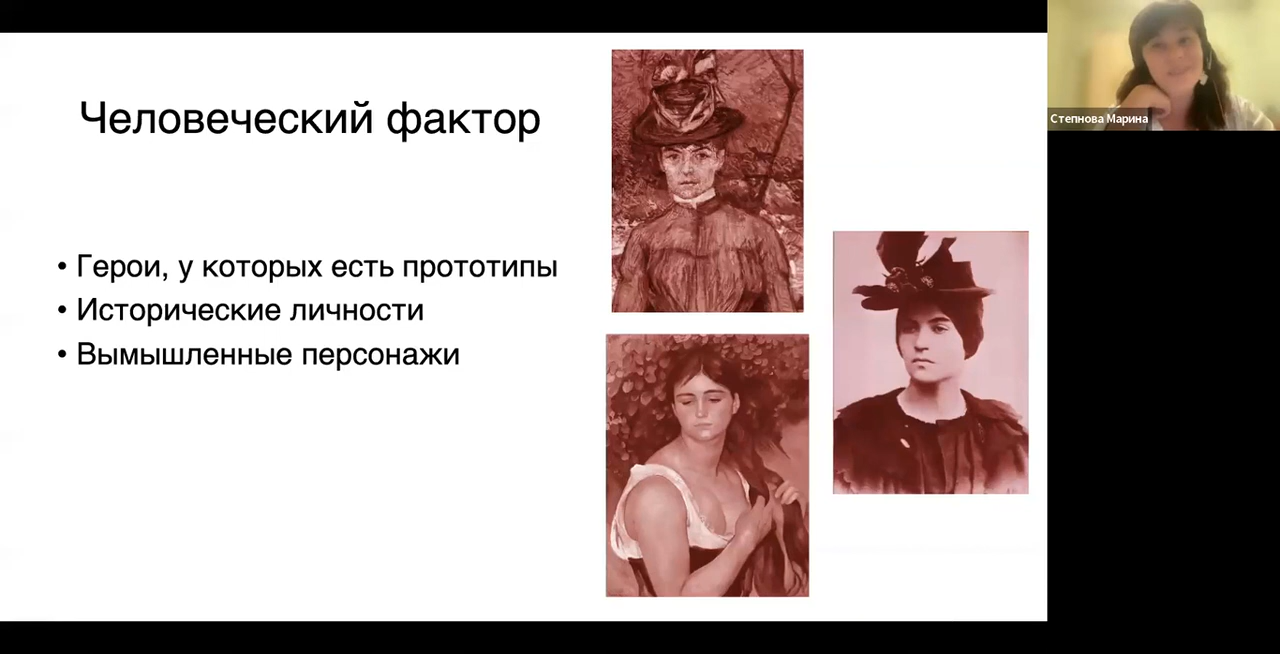 Человеческий фактор
• Герои, у которых есть прототипы
• Исторические личности
• Вымышленные персонажи
Степнова Марина